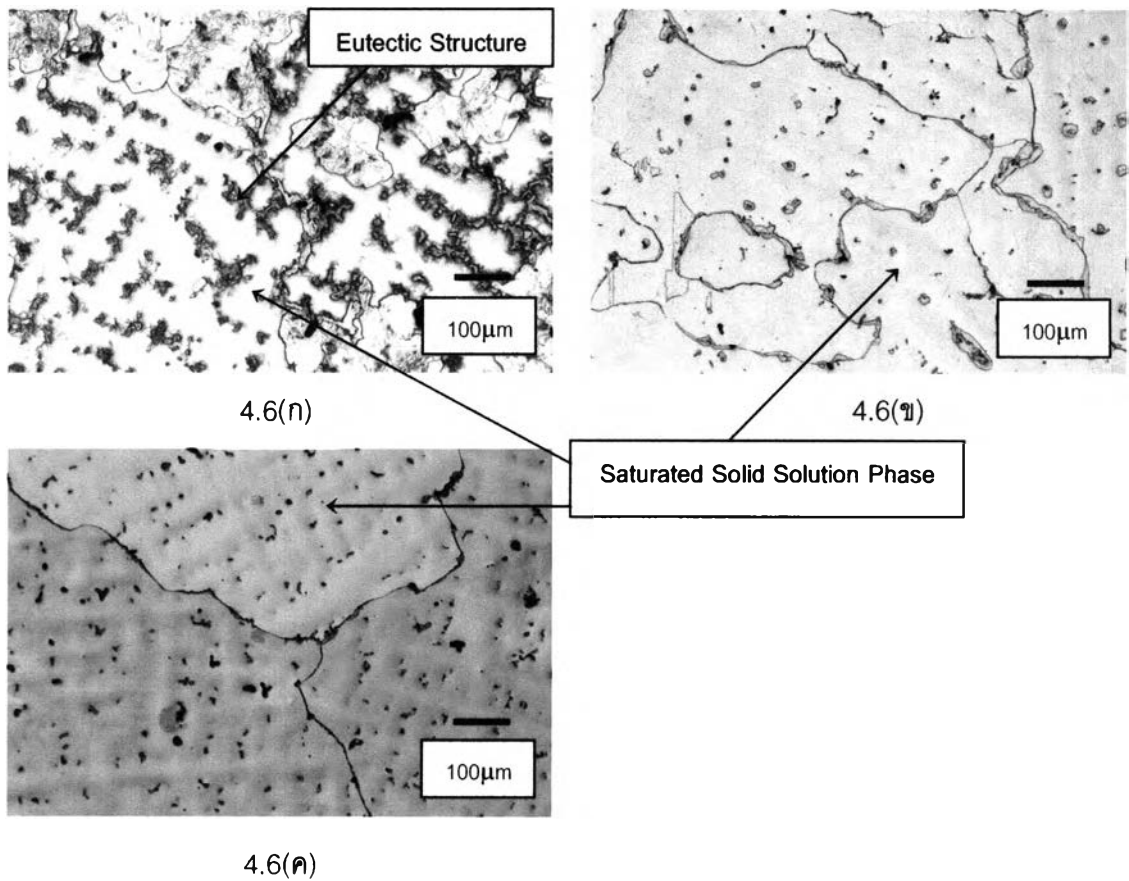 Eutectic Structure
100µm
100µm
4.6(ก)
4.6(ข)
Saturated Solid Solution Phase
100µm
4.6(ค)